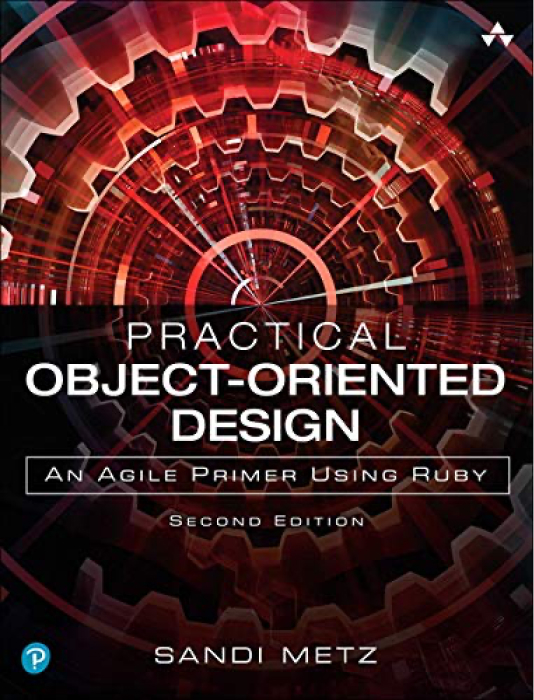 PRACTICAL
OBJECT-ORIENTED
DESIGN
AN AGILE PRIMER USING RUBY
SECOND EDITION
SANDI METZ
P